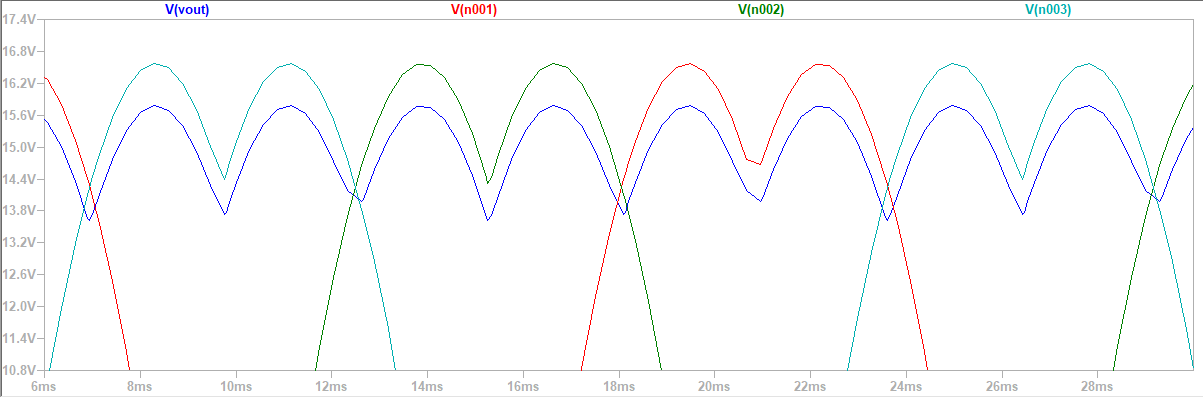 V(vout) V(n001) V(n002) V(n003)
17.4V
16.8V
16.2V
15.6V
15.0V
14.4V
13.8V
13.2V
12.6V
12.0V
11.4V
10.8V
6ms 8ms 10ms 12ms 14ms 16ms 18ms 20ms 22ms 24ms 26ms 28ms